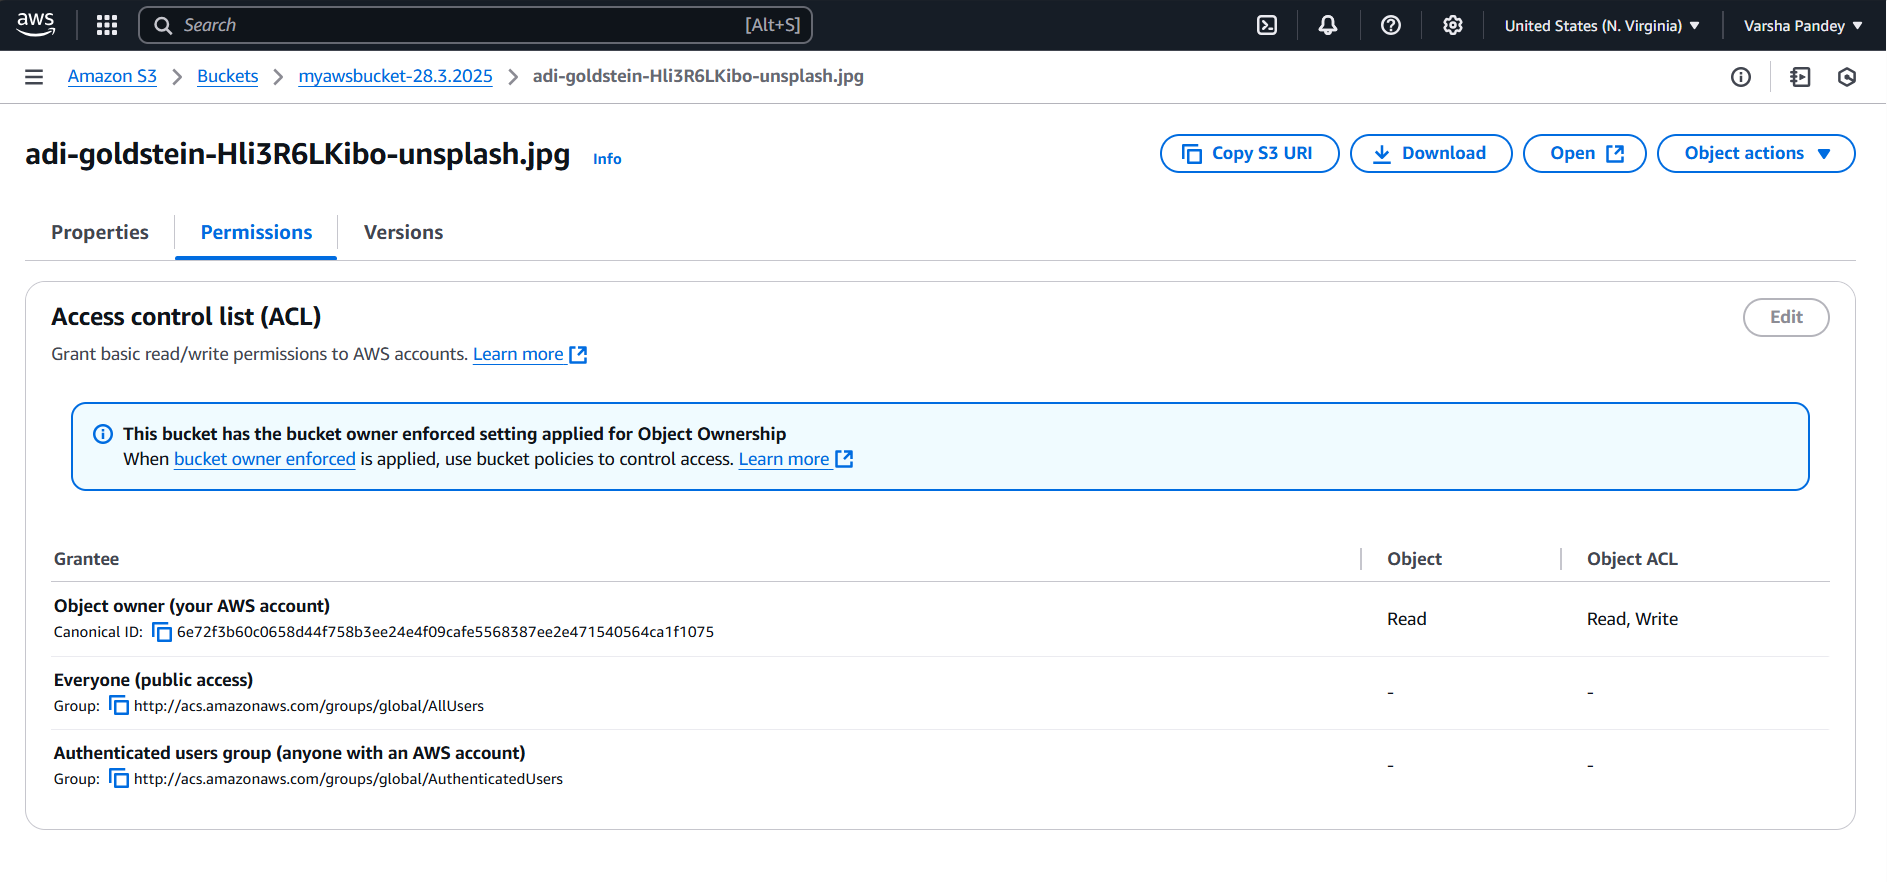 aws
Search [Alt+S]
United States (N. Virginia)
Varsha Pandey
Amazon S3
Buckets
myawsbucket-28.3.2025
adi-goldstein-Hli3R6LKibo-unsplash.jpg
adi-goldstein-Hli3R6LKibo-unsplash.jpg Info
Copy S3 URI
Download
Open
Object actions
Properties
Permissions
Versions
Access control list (ACL)
Edit
Grant basic read/write permissions to AWS accounts. Learn more
This bucket has the bucket owner enforced setting applied for Object Ownership
When bucket owner enforced is applied, use bucket policies to control access. Learn more
Grantee Object Object ACL
Object owner (your AWS account)
Canonical ID: 6e72f3b60c0658d44f758b3ee24e4f09cafe5568387ee2e471540564ca1f1075
Read Read, Write
Everyone (public access)
Group: http://acs.amazonaws.com/groups/global/AllUsers
- -
Authenticated users group (anyone with an AWS account)
Group: http://acs.amazonaws.com/groups/global/AuthenticatedUsers
- -